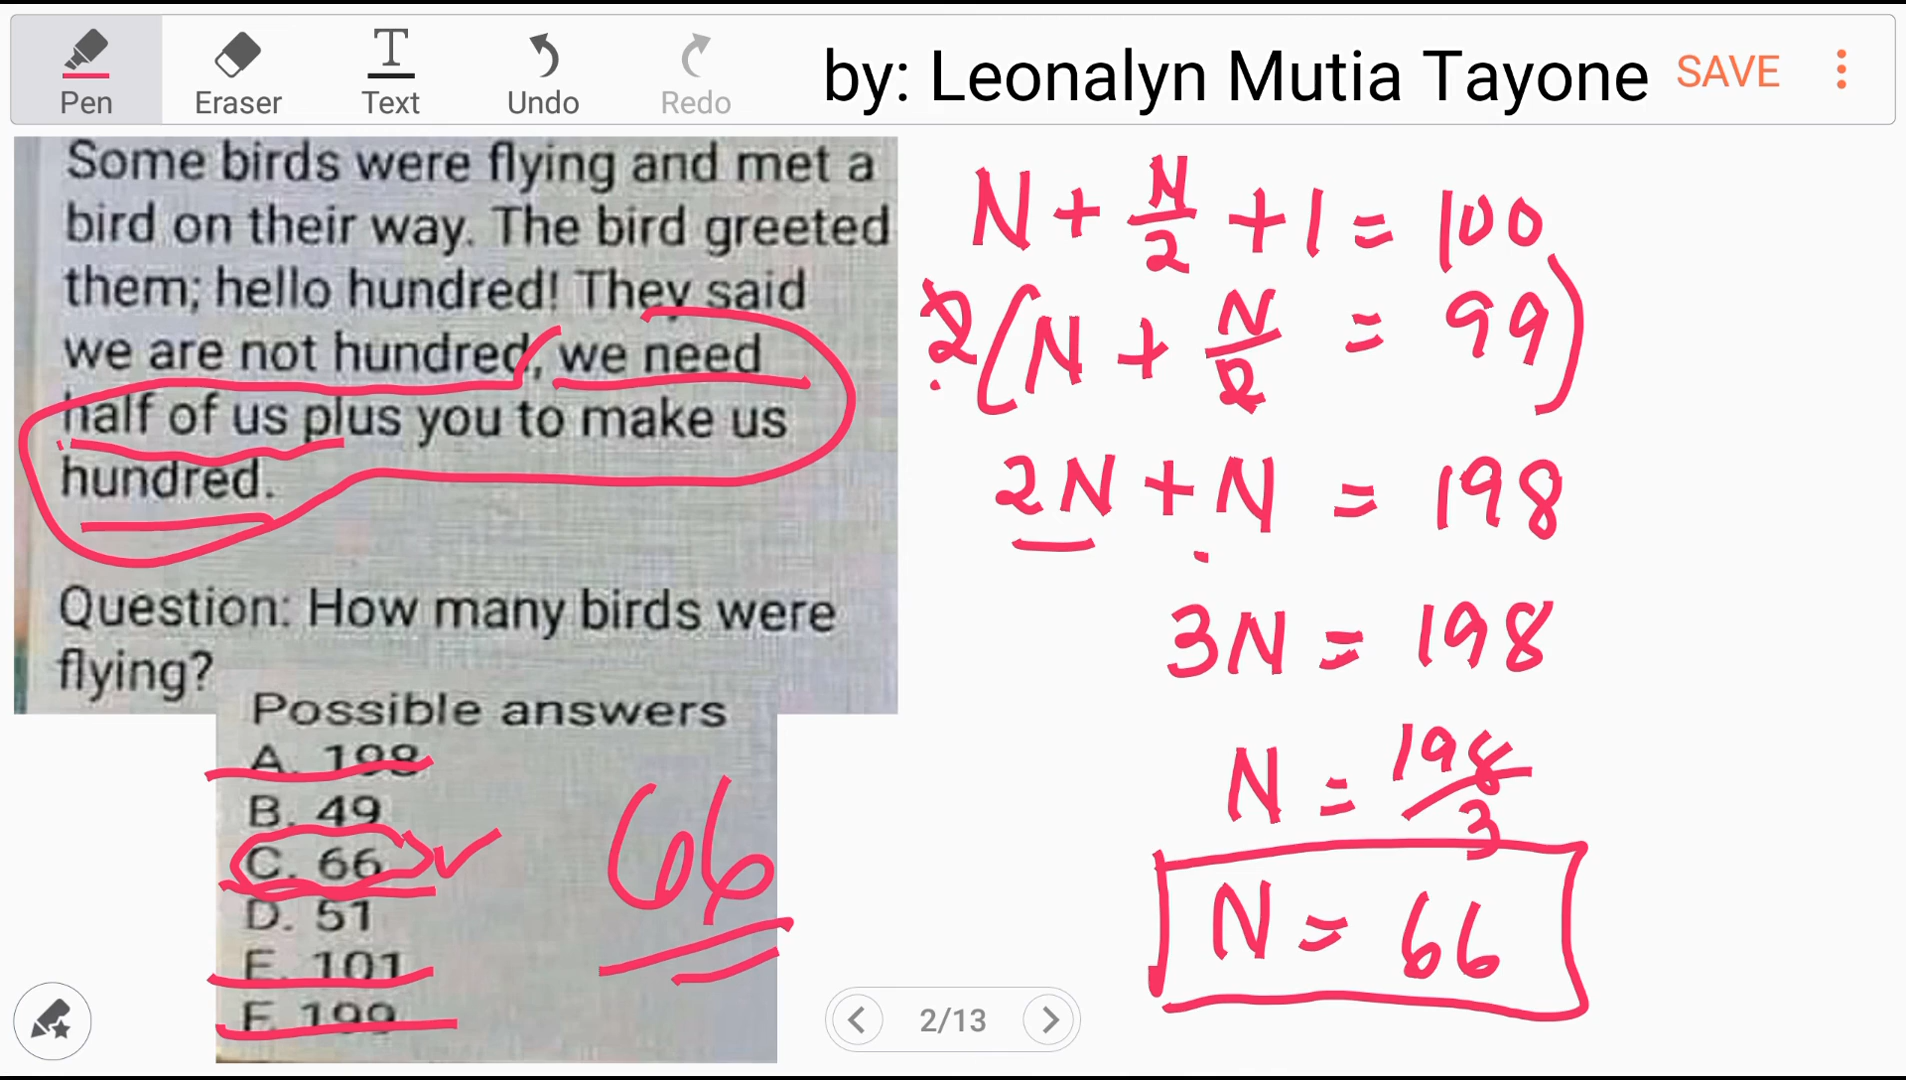 Pen
Eraser
Text
Undo
Redo
by: Leonalyn Mutia Tayone
SAVE
Some birds were flying and met a
bird on their way. The bird greeted
them; hello hundred! They said
we are not hundred, we need
half of us plus you to make us
hundred.
Question: How many birds were
flying?
Possible answers
A. 198
B. 49
C. 66
D. 51
E. 101
F. 199
66
N + N/2 + 1 = 100
2(N + N/2 = 99)
2N + N = 198
3N = 198
N = 198/3
N = 66
2/13